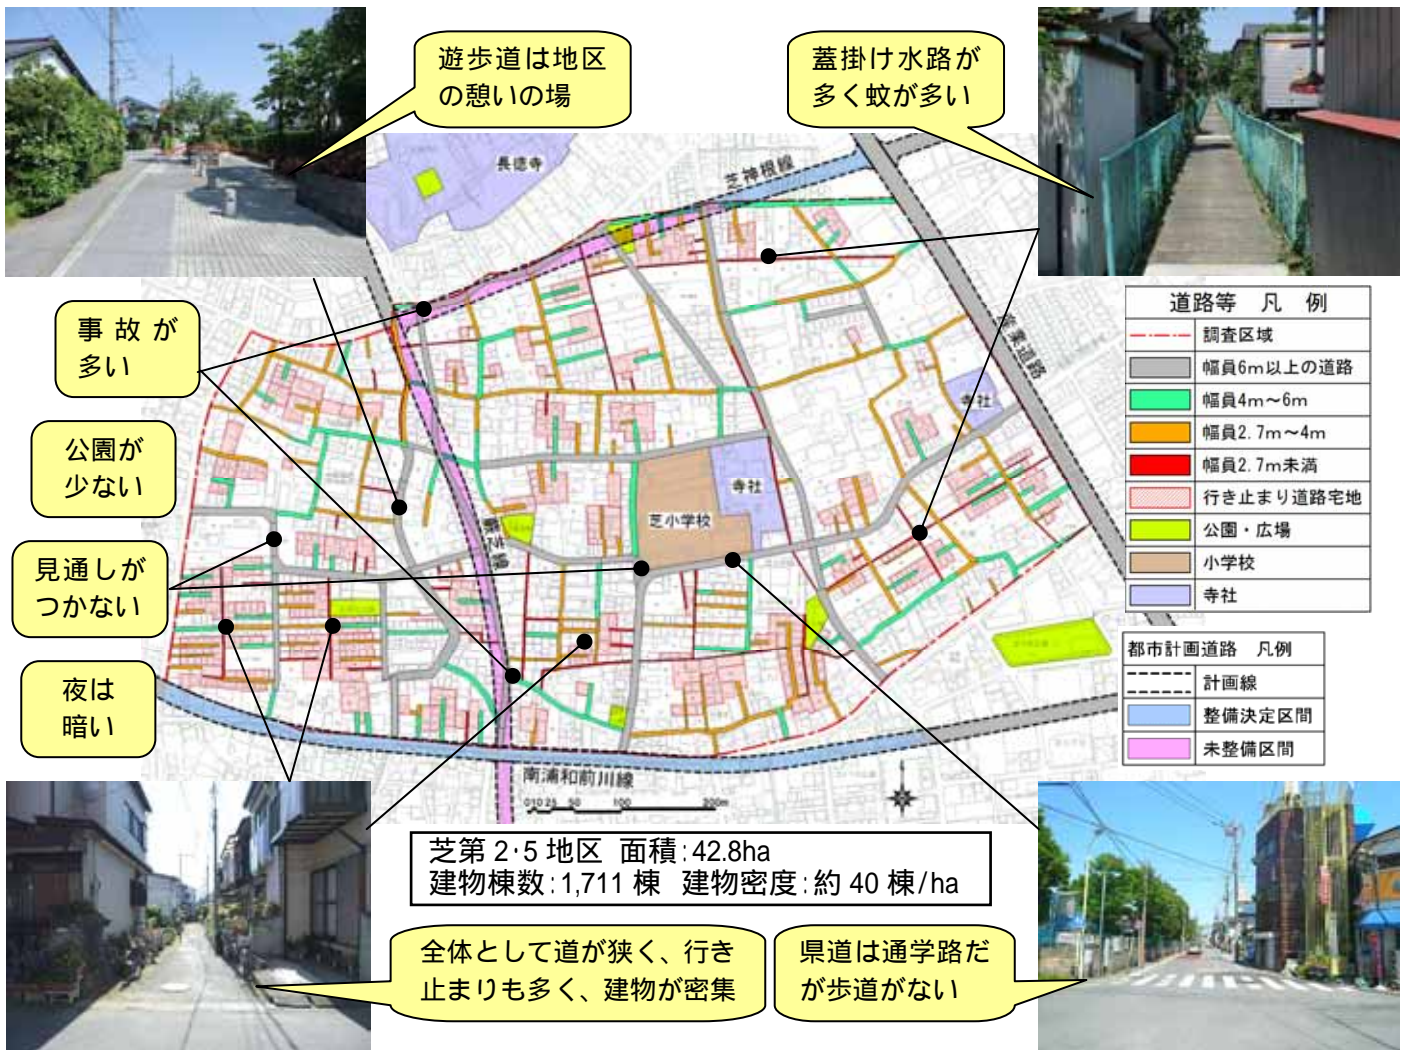 遊歩道は地区
の憩いの場
蓋掛け水路が
多く蚊が多い
長徳寺
芝神根線
産業道路
事故が
多い
公園が
少ない
見通しが
つかない
夜は
暗い
寺社
寺社
芝小学校
南浦和前川線
0 10 25 50 100 200m
道路等 凡 例
調査区域
幅員6m以上の道路
幅員4m～6m
幅員2.7m～4m
幅員2.7m未満
行き止まり道路宅地
公園・広場
小学校
寺社
都市計画道路 凡例
計画線
整備決定区間
未整備区間
芝第 2・5 地区 面積：42.8ha
建物棟数：1,711 棟 建物密度：約 40 棟/ha
全体として道が狭く、行き
止まりも多く、建物が密集
県道は通学路だ
が歩道がない